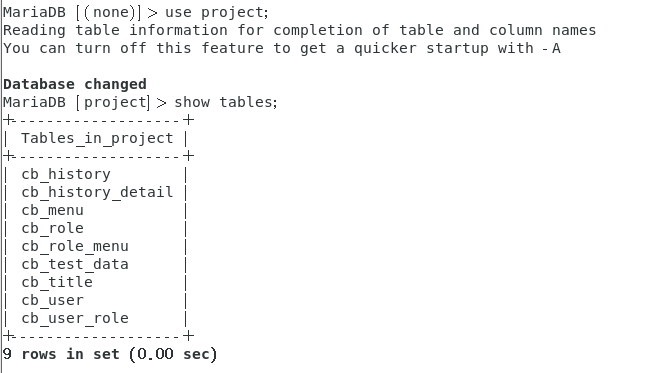 MariaDB [(none)]> use project;
Reading table information for completion of table and column names
You can turn off this feature to get a quicker startup with -A
Database changed
MariaDB [project]> show tables;
+-------------------+
| Tables_in_project |
+-------------------+
| cb_history        |
| cb_history_detail |
| cb_menu           |
| cb_role           |
| cb_role_menu      |
| cb_test_data      |
| cb_title          |
| cb_user           |
| cb_user_role      |
+-------------------+
9 rows in set (0.00 sec)